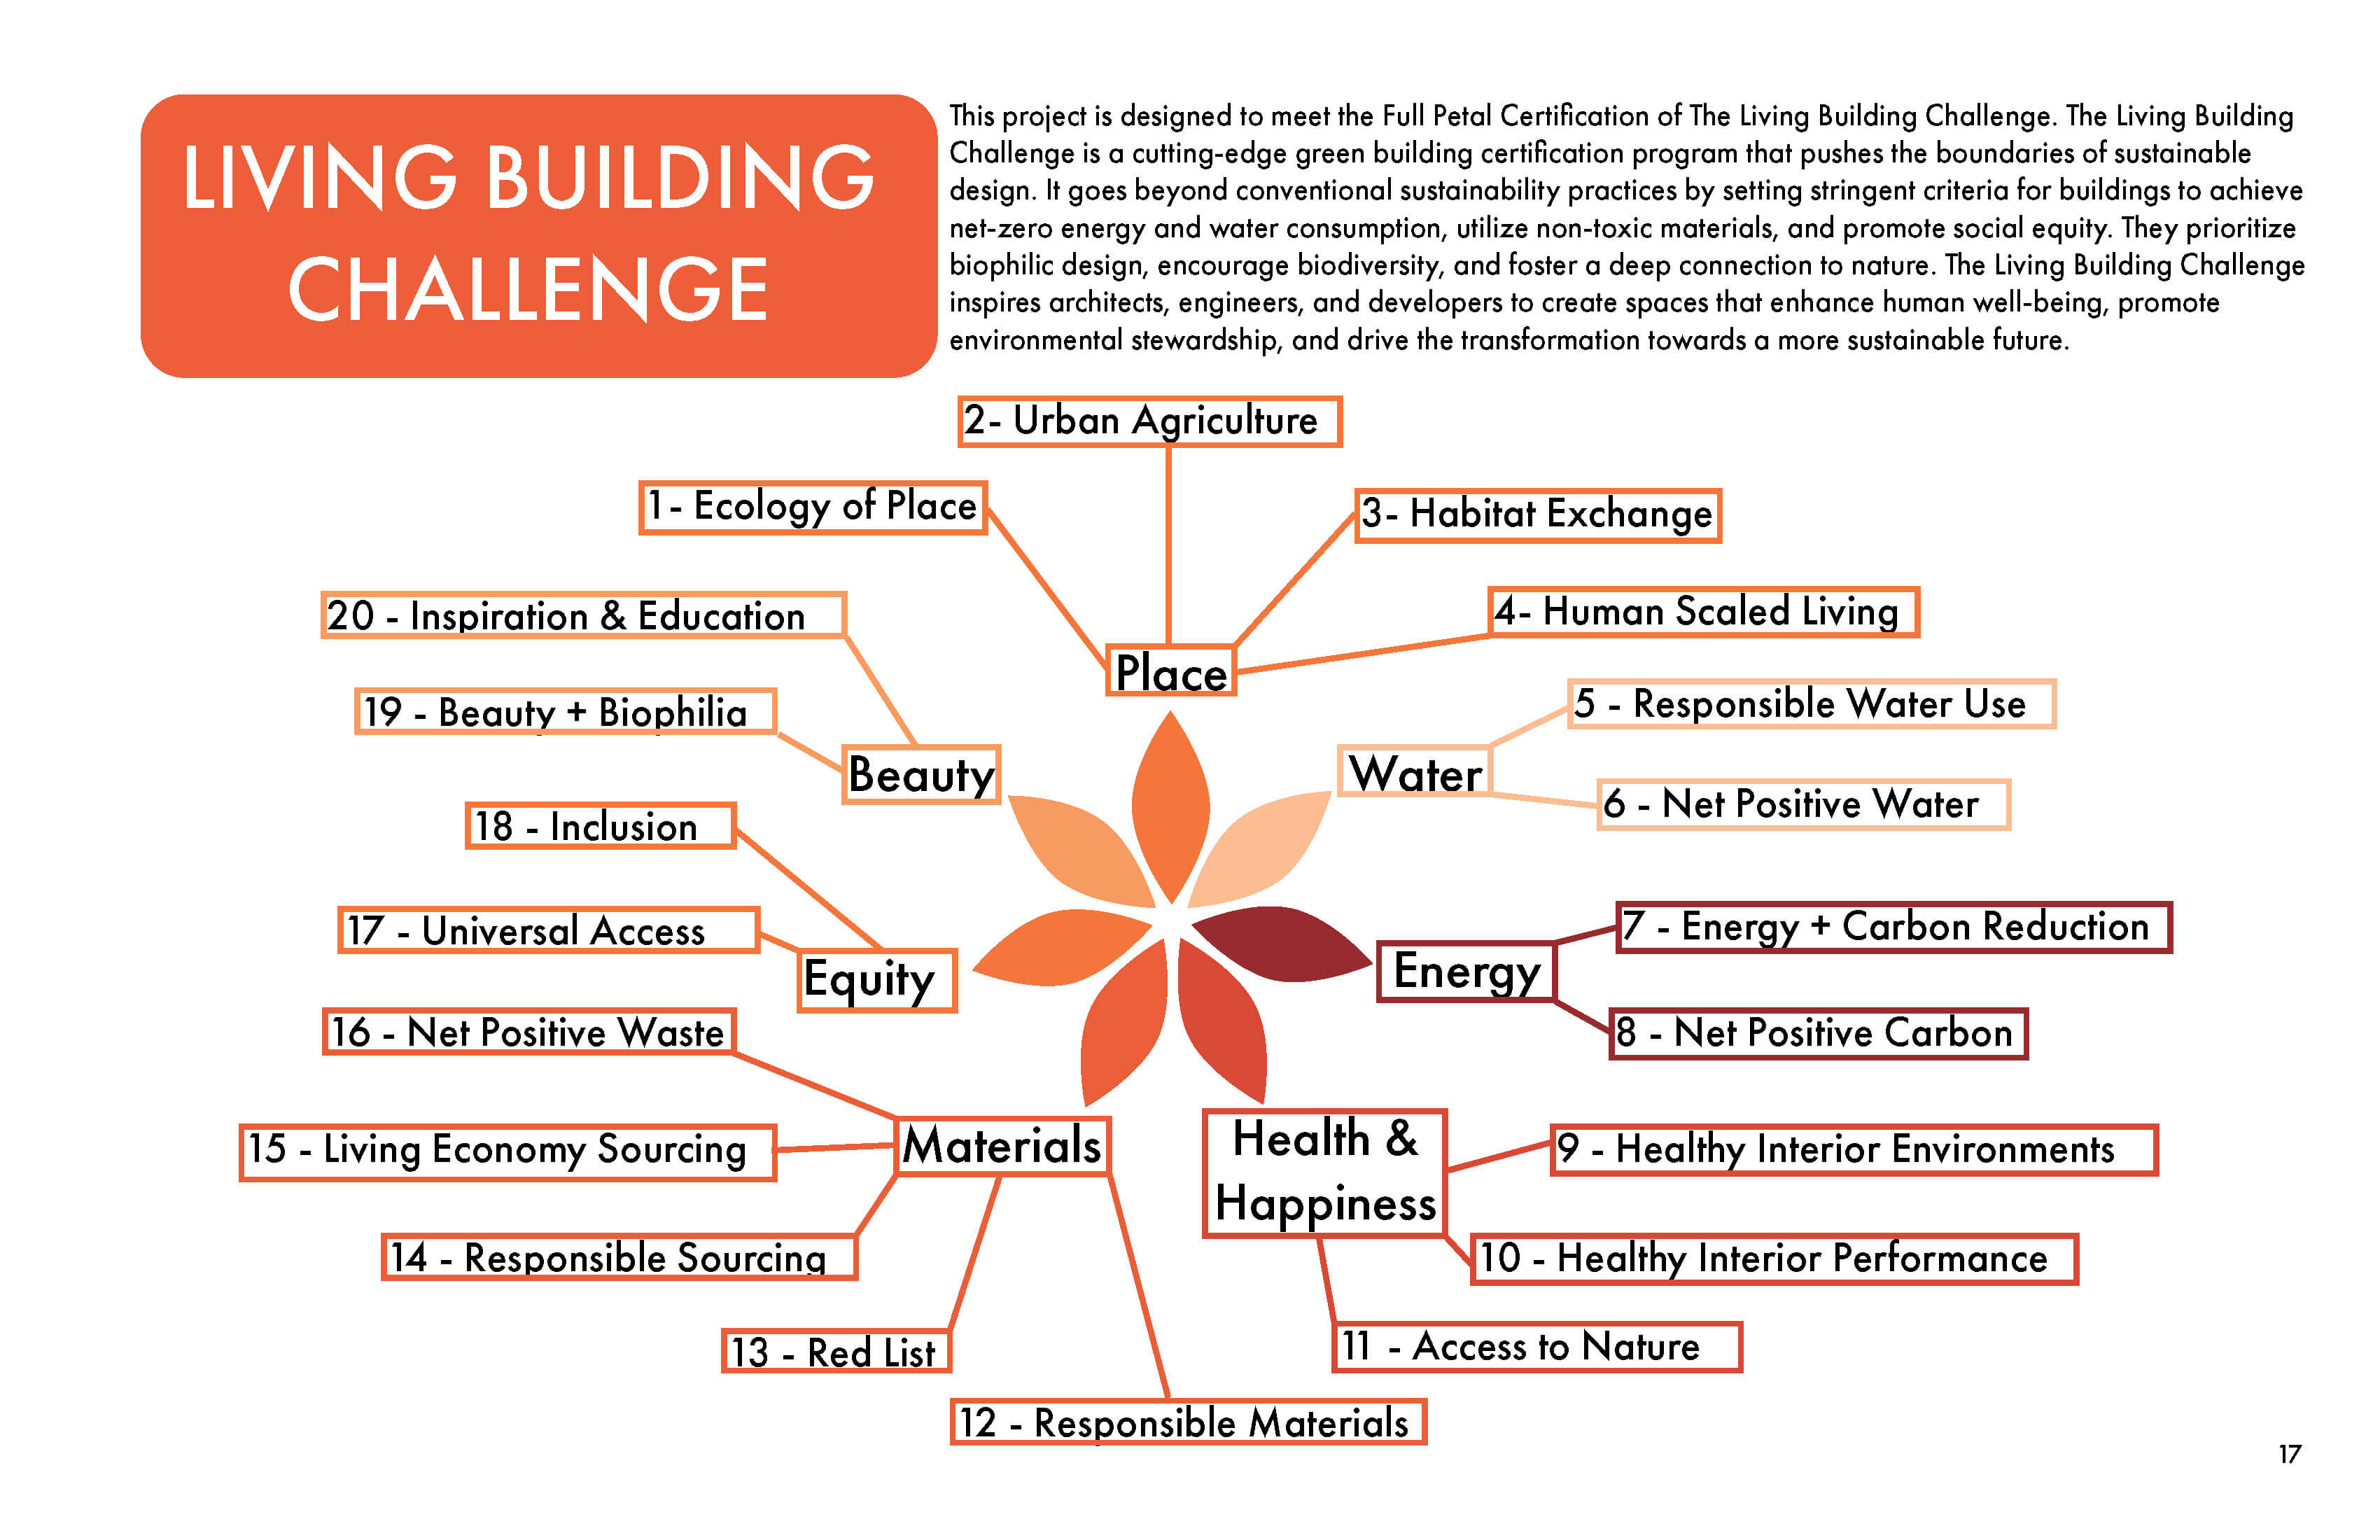 LIVING BUILDING
CHALLENGE
This project is designed to meet the Full Petal Certification of The Living Building Challenge. The Living Building
Challenge is a cutting-edge green building certification program that pushes the boundaries of sustainable
design. It goes beyond conventional sustainability practices by setting stringent criteria for buildings to achieve
net-zero energy and water consumption, utilize non-toxic materials, and promote social equity. They prioritize
biophilic design, encourage biodiversity, and foster a deep connection to nature. The Living Building Challenge
inspires architects, engineers, and developers to create spaces that enhance human well-being, promote
environmental stewardship, and drive the transformation towards a more sustainable future.
2- Urban Agriculture
1- Ecology of Place
3- Habitat Exchange
4- Human Scaled Living
20 - Inspiration & Education
Place
5 - Responsible Water Use
19 - Beauty + Biophilia
Beauty
Water
6 - Net Positive Water
18 - Inclusion
17 - Universal Access
7 - Energy + Carbon Reduction
Equity
Energy
16 - Net Positive Waste
8 - Net Positive Carbon
15 - Living Economy Sourcing
Materials
Health &
Happiness
9 - Healthy Interior Environments
14 - Responsible Sourcing
10 - Healthy Interior Performance
13 - Red List
11 - Access to Nature
12 - Responsible Materials
17